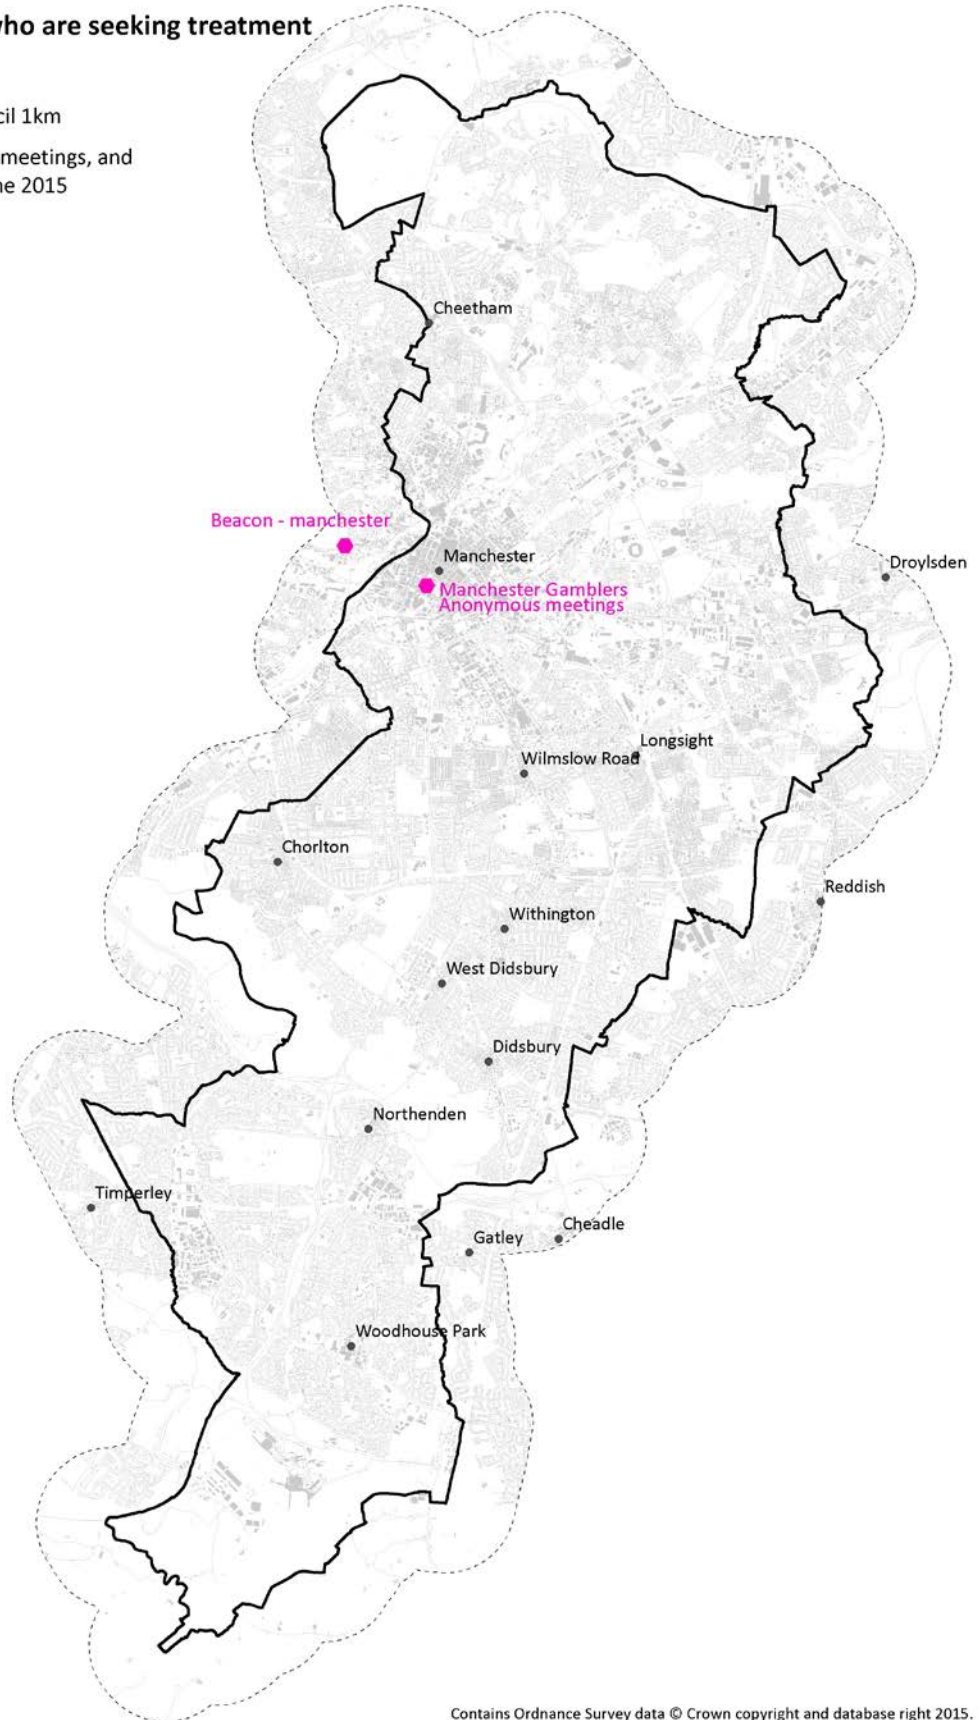 who are seeking treatment
cil 1km
meetings, and
ne 2015
Cheetham
Beacon - manchester
Manchester
Droylsden
Manchester Gamblers
Anonymous meetings
Longsight
Wilmslow Road
Chorlton
Reddish
Withington
West Didsbury
Didsbury
Northenden
Timperley
Cheadle
Gatley
Woodhouse Park
Contains Ordnance Survey data © Crown copyright and database right 2015.